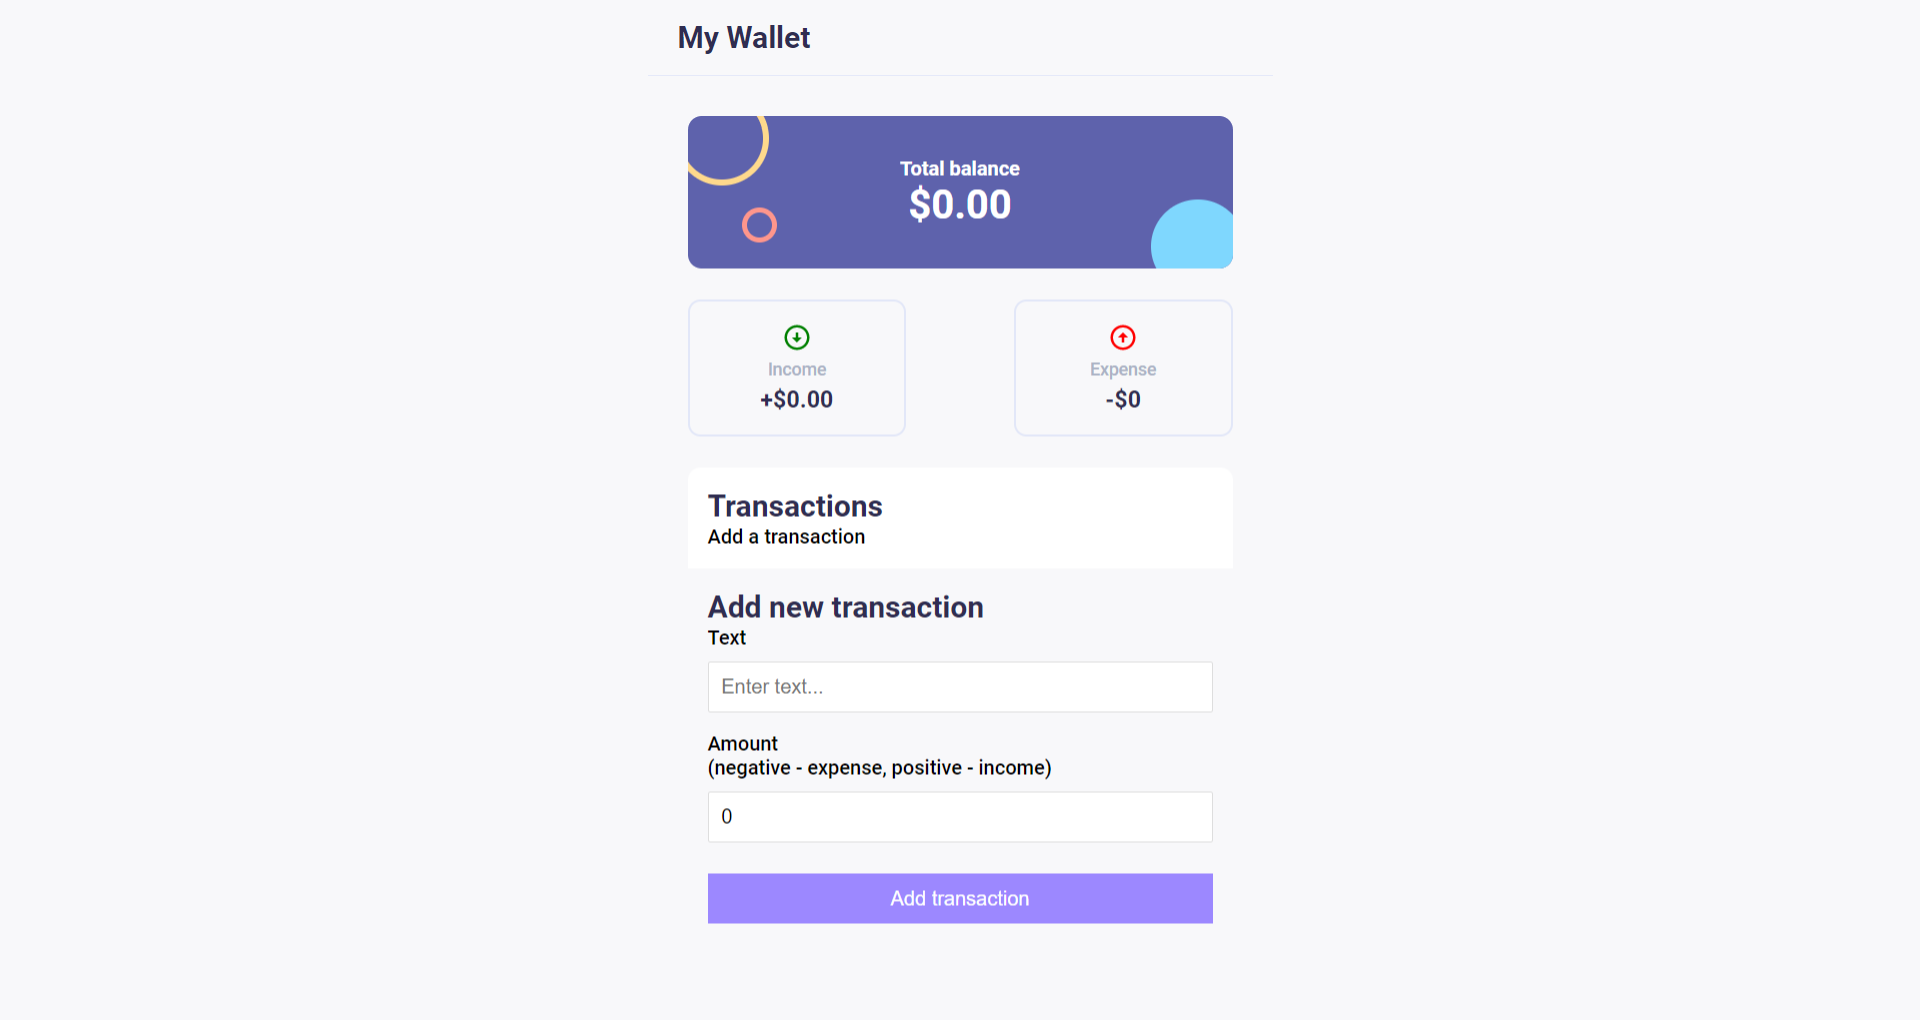 My Wallet
Total balance
$0.00
Income
+$0.00
Expense
-$0
Transactions
Add a transaction
Add new transaction
Text
Enter text...
Amount
(negative - expense, positive - income)
0
Add transaction